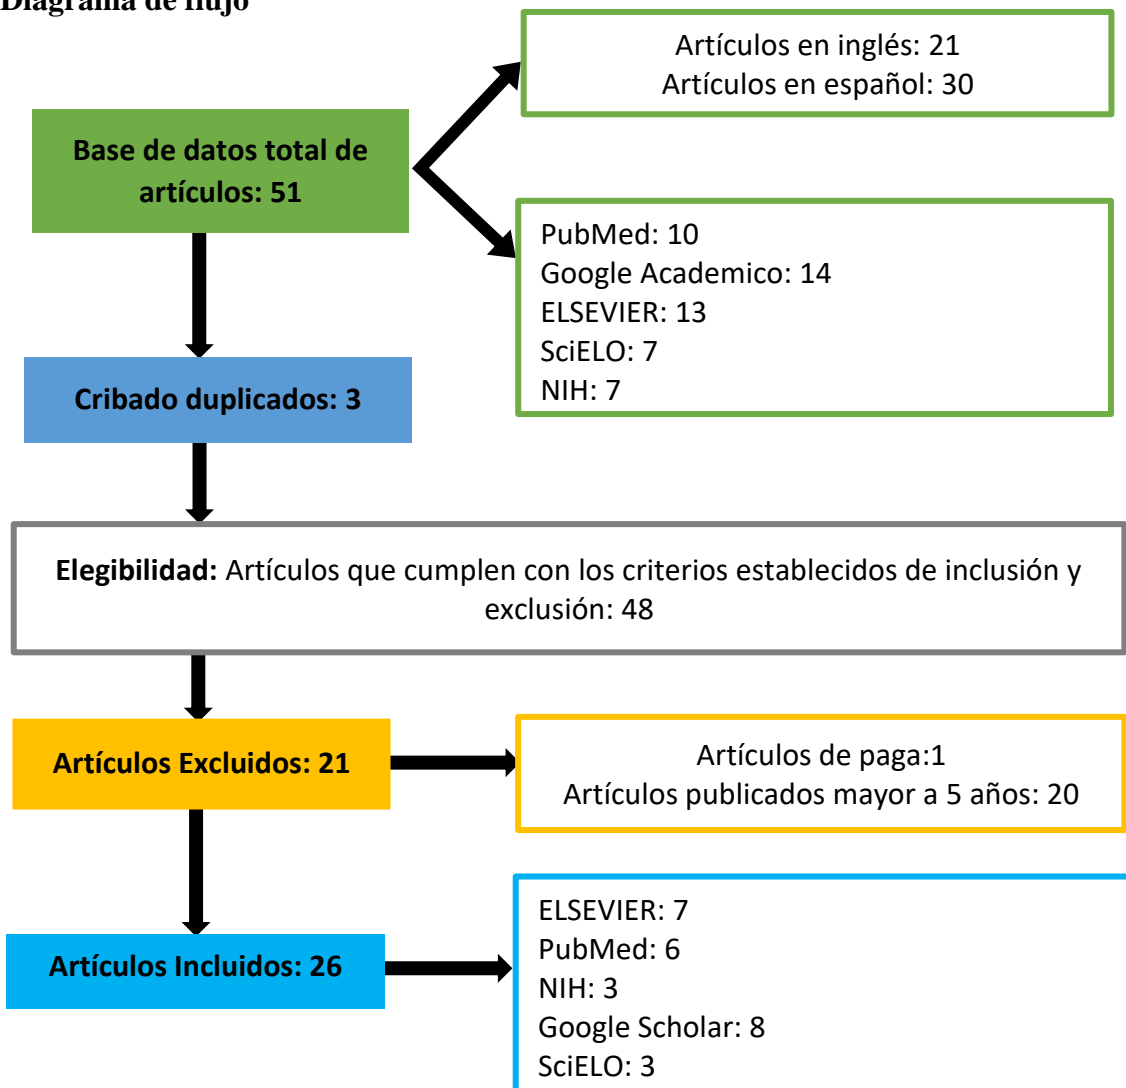 Diagrama de flujo
Artículos en inglés: 21
Artículos en español: 30
Base de datos total de
artículos: 51
PubMed: 10
Google Academico: 14
ELSEVIER: 13
SciELO: 7
NIH: 7
Cribado duplicados: 3
Elegibilidad: Artículos que cumplen con los criterios establecidos de inclusión y
exclusión: 48
Artículos Excluidos: 21
Artículos de paga:1
Artículos publicados mayor a 5 años: 20
Artículos Incluidos: 26
ELSEVIER: 7
PubMed: 6
NIH: 3
Google Scholar: 8
SciELO: 3